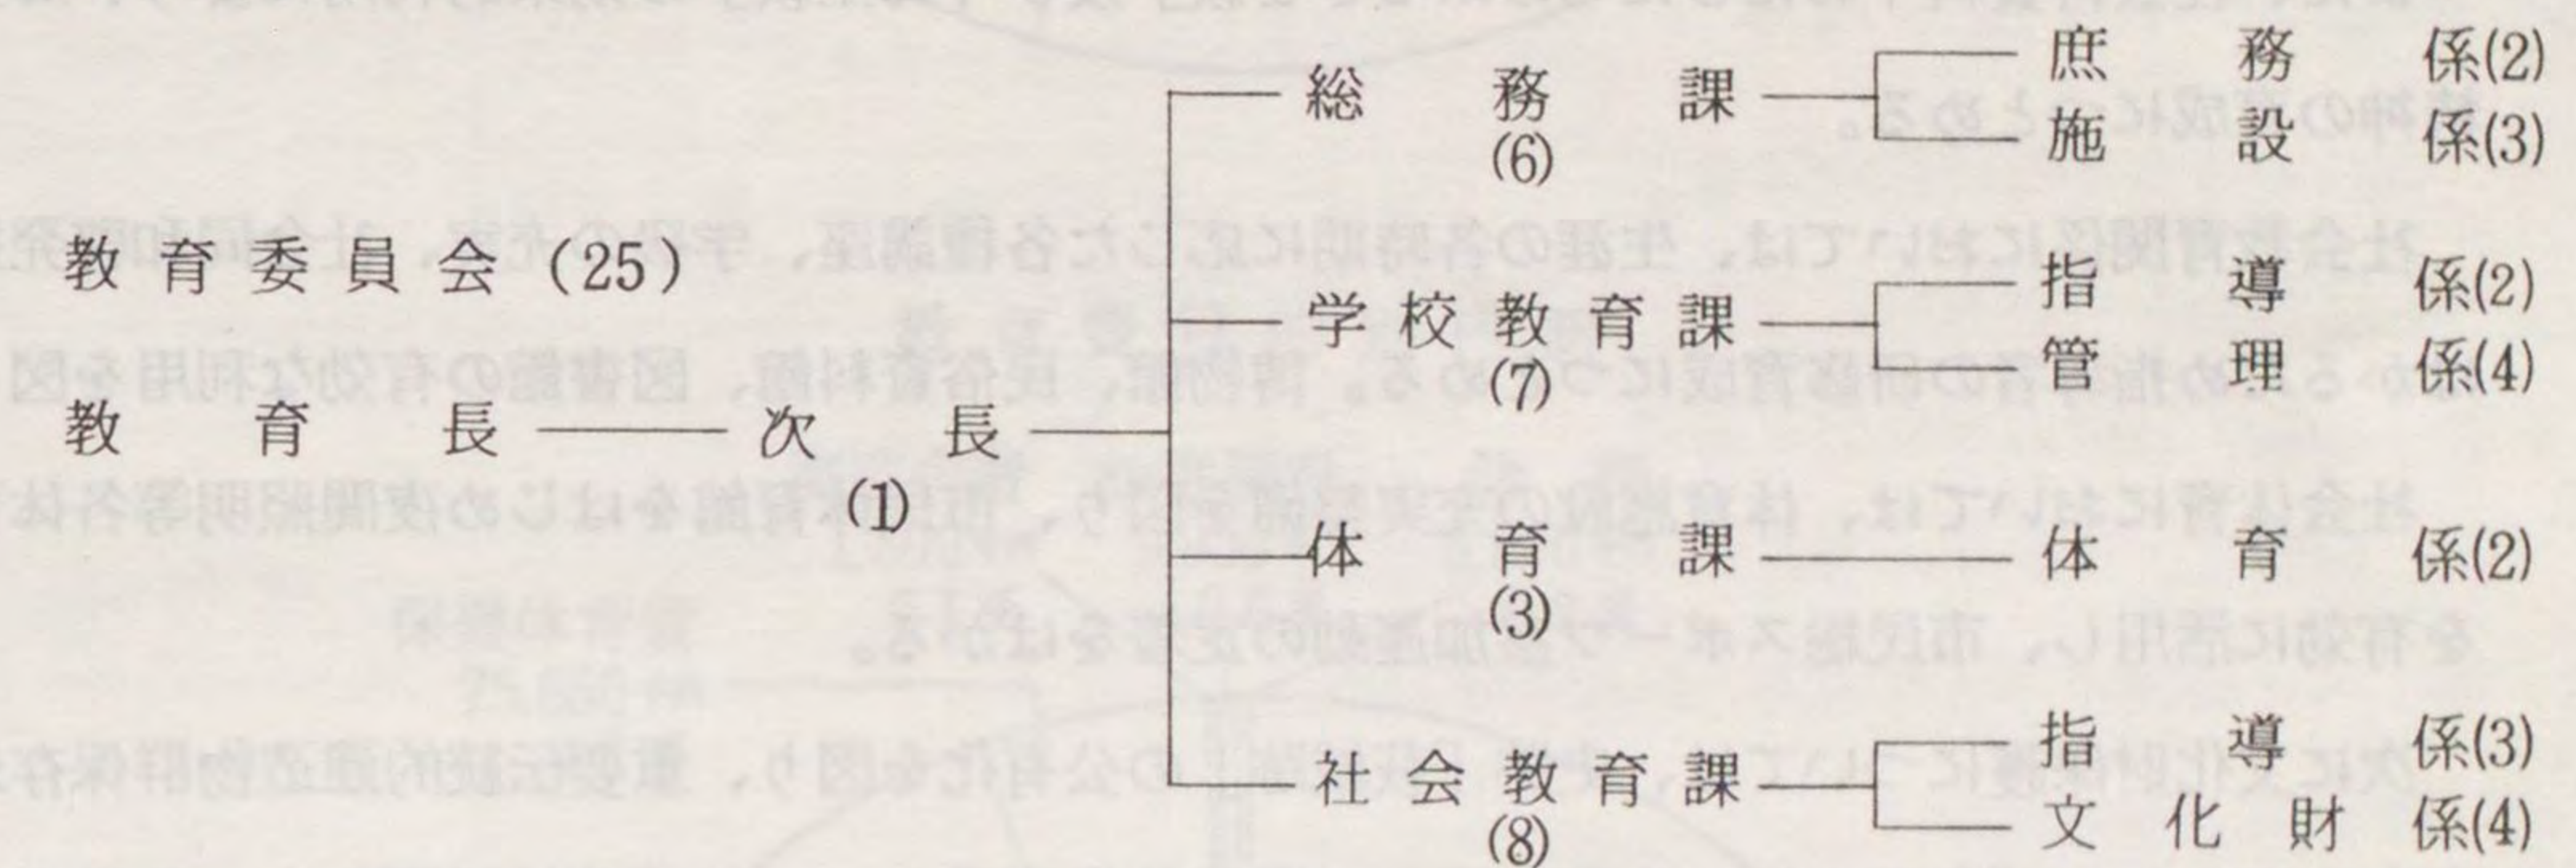 教育委員会(25)
教育長
次長
(1)
総務課
(6)
庶務係(2)
施設係(3)
学校教育課
(7)
指導係(2)
管理係(4)
体育課
(3)
体育係(2)
社会教育課
(8)
指導係(3)
文化財係(4)